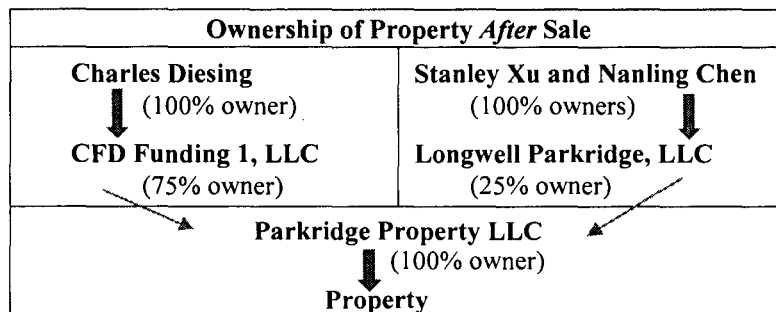 Ownership of Property After Sale
Charles Diesing
(100% owner)
CFD Funding 1, LLC
(75% owner)
Stanley Xu and Nanling Chen
(100% owners)
Longwell Parkridge, LLC
(25% owner)
Parkridge Property LLC
(100% owner)
Property